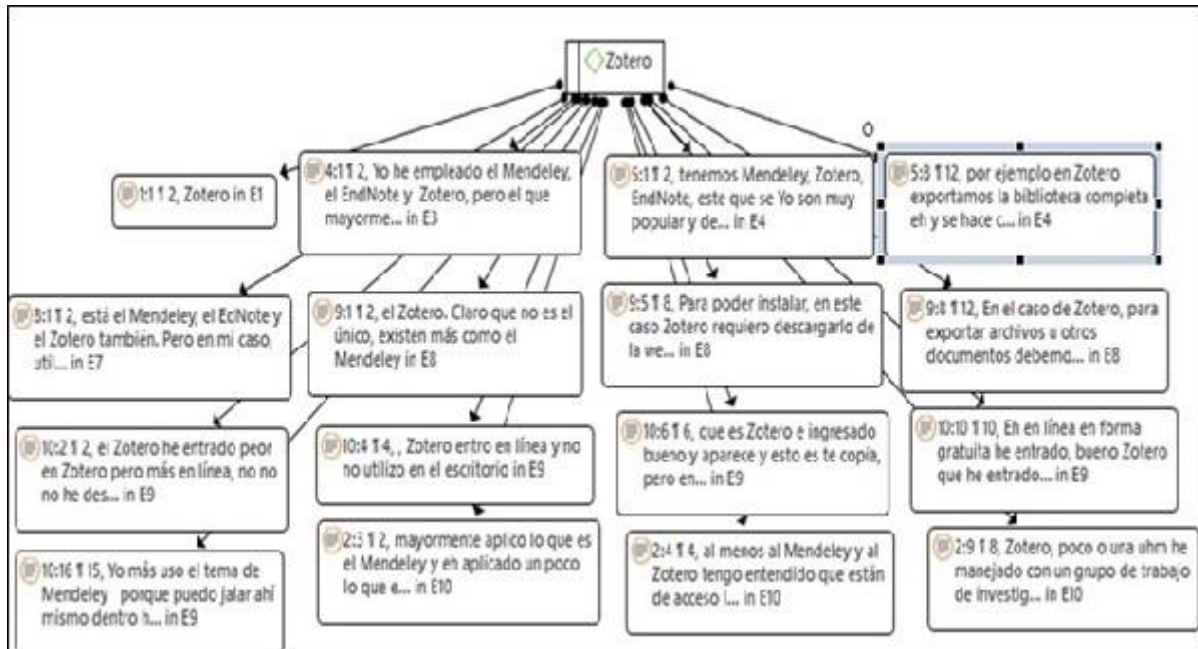 Zotero
1:1 ¶ 2, Zotero in E1
4:1 ¶ 2, Yo he empleado el Mendeley,
el EndNote y Zotero, pero el que
mayorme... in E3
5:1 ¶ 2, tenemos Mendeley, Zotero,
EndNote, este que se Yo son muy
popular y de... in E4
5:8 ¶ 12, por ejemplo en Zotero
exportamos la biblioteca completa
eh y se hace c... in E4
8:1 ¶ 2, está el Mendeley, el EdNote y
el Zotero también. Pero en mi caso,
uti... in E7
9:1 ¶ 2, el Zotero. Claro que no es el
único, existen más como el
Mendeley in E8
9:5 ¶ 8, Para poder instalar, en este
caso Zotero requiero descargarlo de
la we... in E8
9:8 ¶ 12, En el caso de Zotero, para
exportar archivos a otros
documentos debemo... in E8
10:2 ¶ 2, el Zotero he entrado peor
en Zotero pero más en línea, no no
no he des... in E9
10:4 ¶ 4, , Zotero entro en línea y no
no utilizo en el escritorio in E9
10:6 ¶ 6, que es Zotero e ingresado
bueno y aparece y esto es te copia,
pero en... in E9
10:10 ¶ 10, Eh en línea en forma
gratuita he entrado, bueno Zotero
que he entrado... in E9
10:16 ¶ 15, Yo más uso el tema de
Mendeley porque puedo jalar ahí
mismo dentro h... in E9
2:3 ¶ 2, mayormente aplico lo que es
el Mendeley y eh aplicado un poco
lo que e... in E10
2:4 ¶ 4, al menos al Mendeley y al
Zotero tengo entendido que están
de acceso l... in E10
2:9 ¶ 8, Zotero, poco o una uhm he
manejado con un grupo de trabajo
de investig... in E10